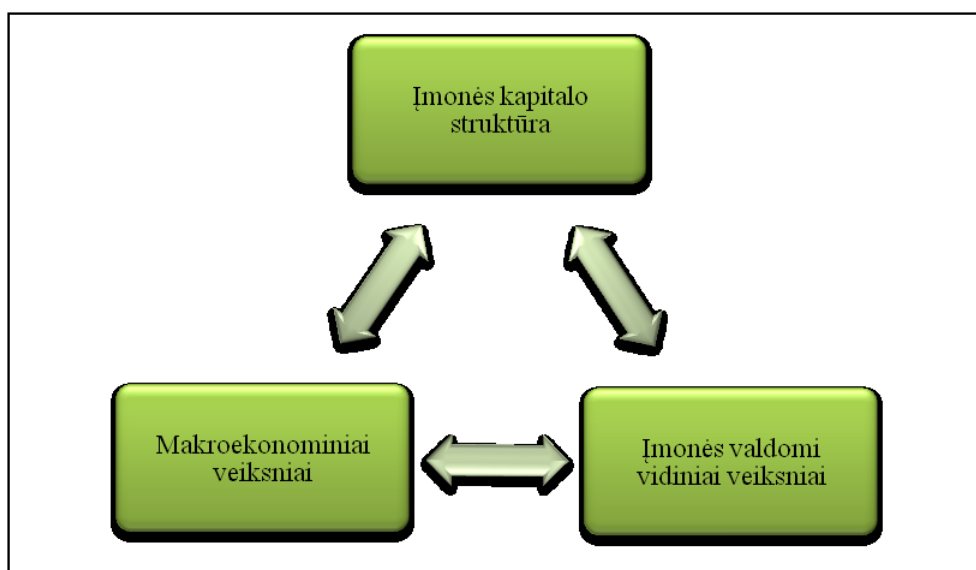 Įmonės kapitalo
struktūra
Makroekonominiai
veiksniai
Įmonės valdomi
vidiniai veiksniai